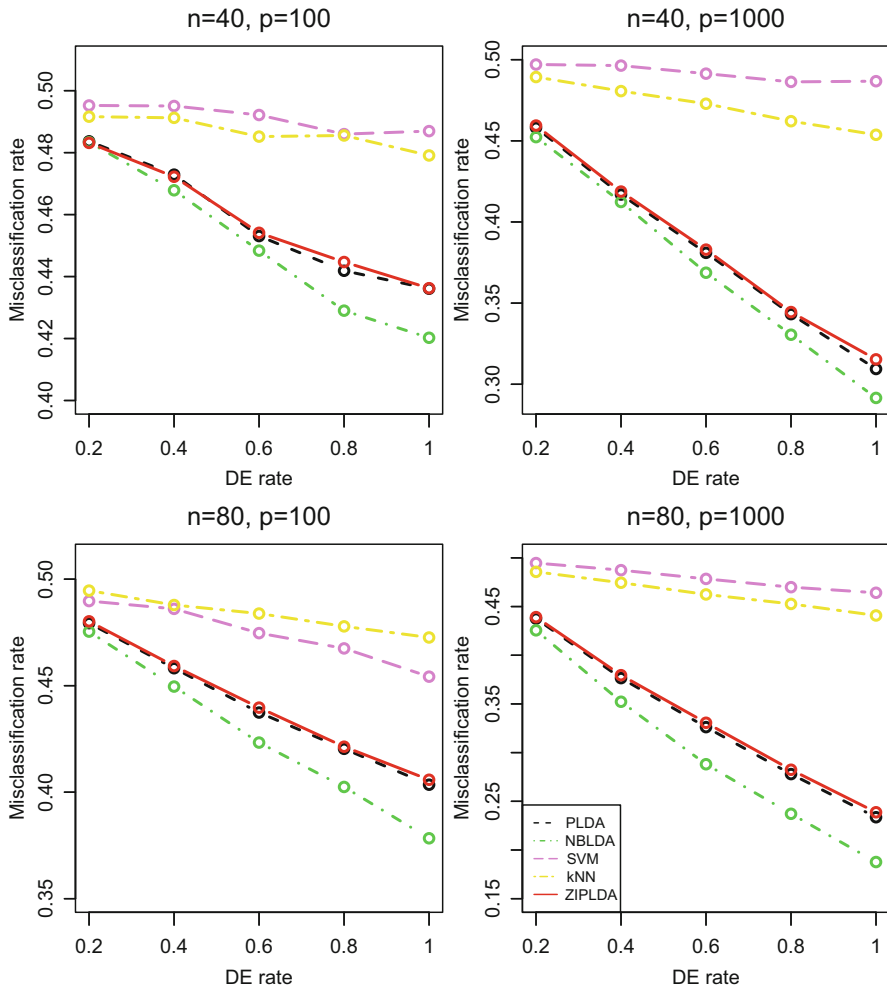 n=40, p=100
Misclassification rate
0.50
0.48
0.46
0.44
0.42
0.40
0.2 0.4 0.6 0.8 1
DE rate
n=40, p=1000
Misclassification rate
0.50
0.45
0.40
0.35
0.30
0.2 0.4 0.6 0.8 1
DE rate
n=80, p=100
Misclassification rate
0.50
0.45
0.40
0.35
0.2 0.4 0.6 0.8 1
DE rate
n=80, p=1000
Misclassification rate
0.45
0.35
0.25
0.15
PLDA
NBLDA
SVM
kNN
ZIPLDA
0.2 0.4 0.6 0.8 1
DE rate